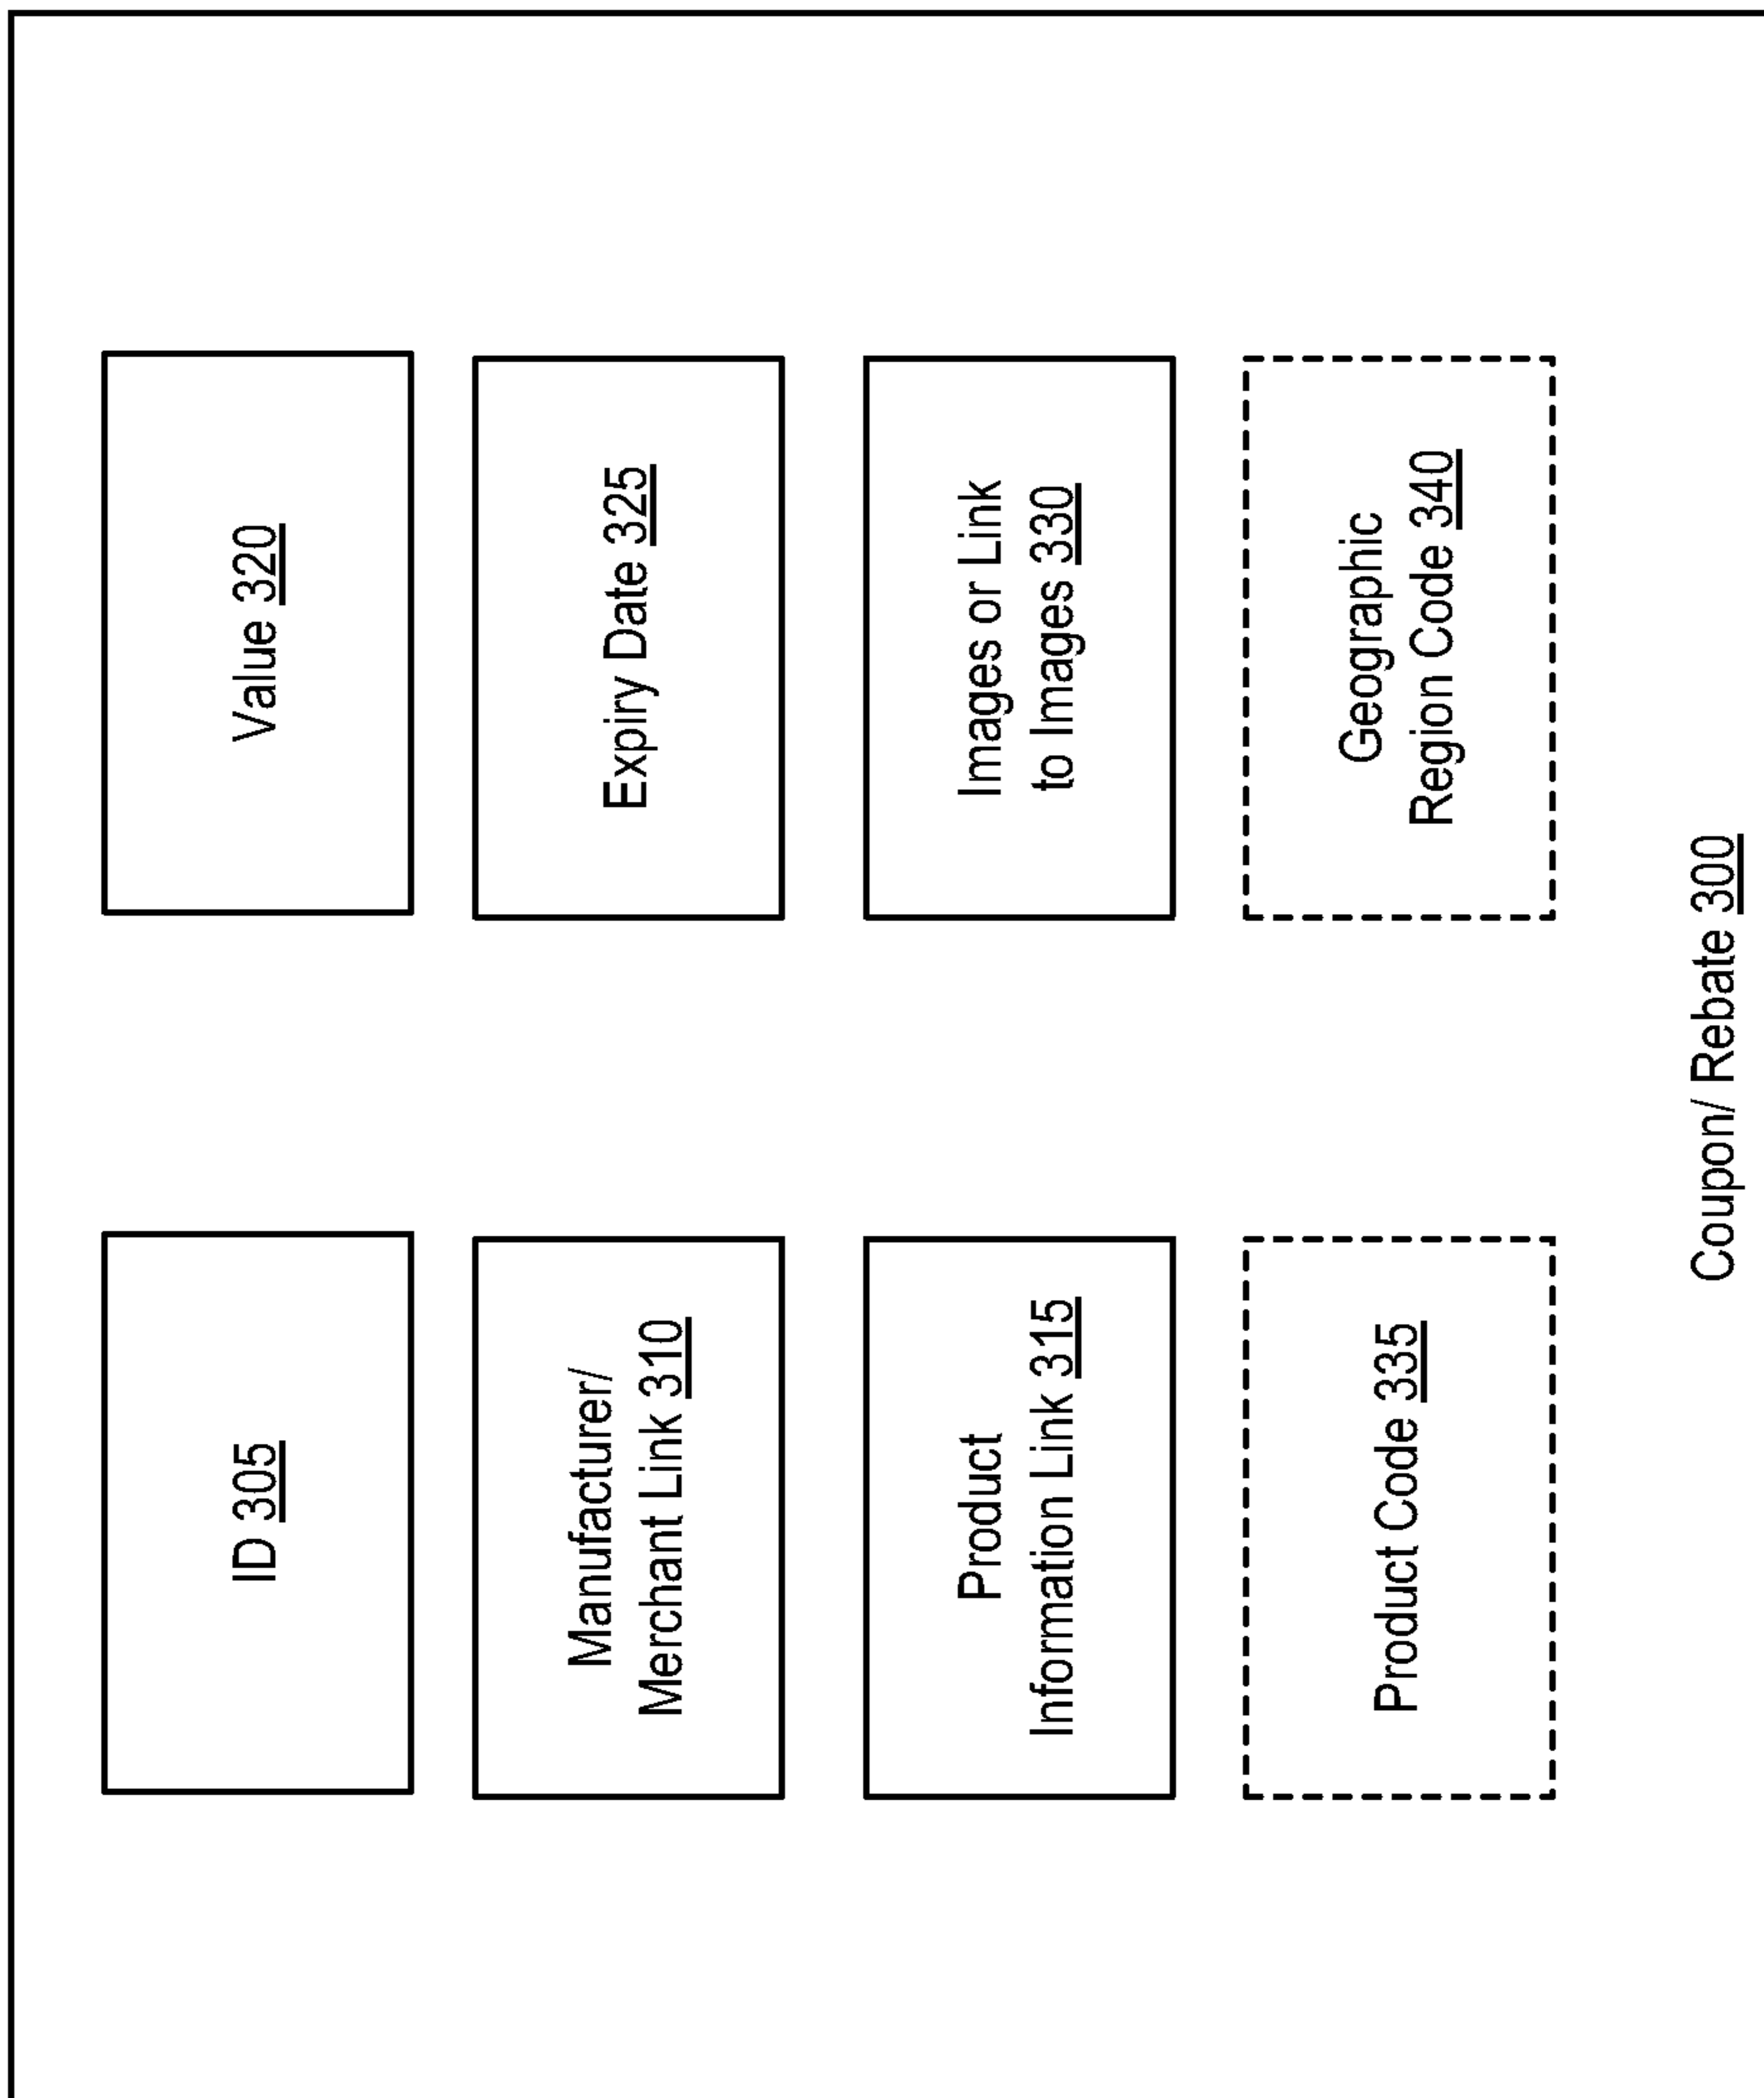 ID 305
Value 320
Manufacturer/
Merchant Link 310
Expiry Date 325
Product
Information Link 315
Images or Link
to Images 330
Product Code 335
Geographic
Region Code 340
Coupon/ Rebate 300